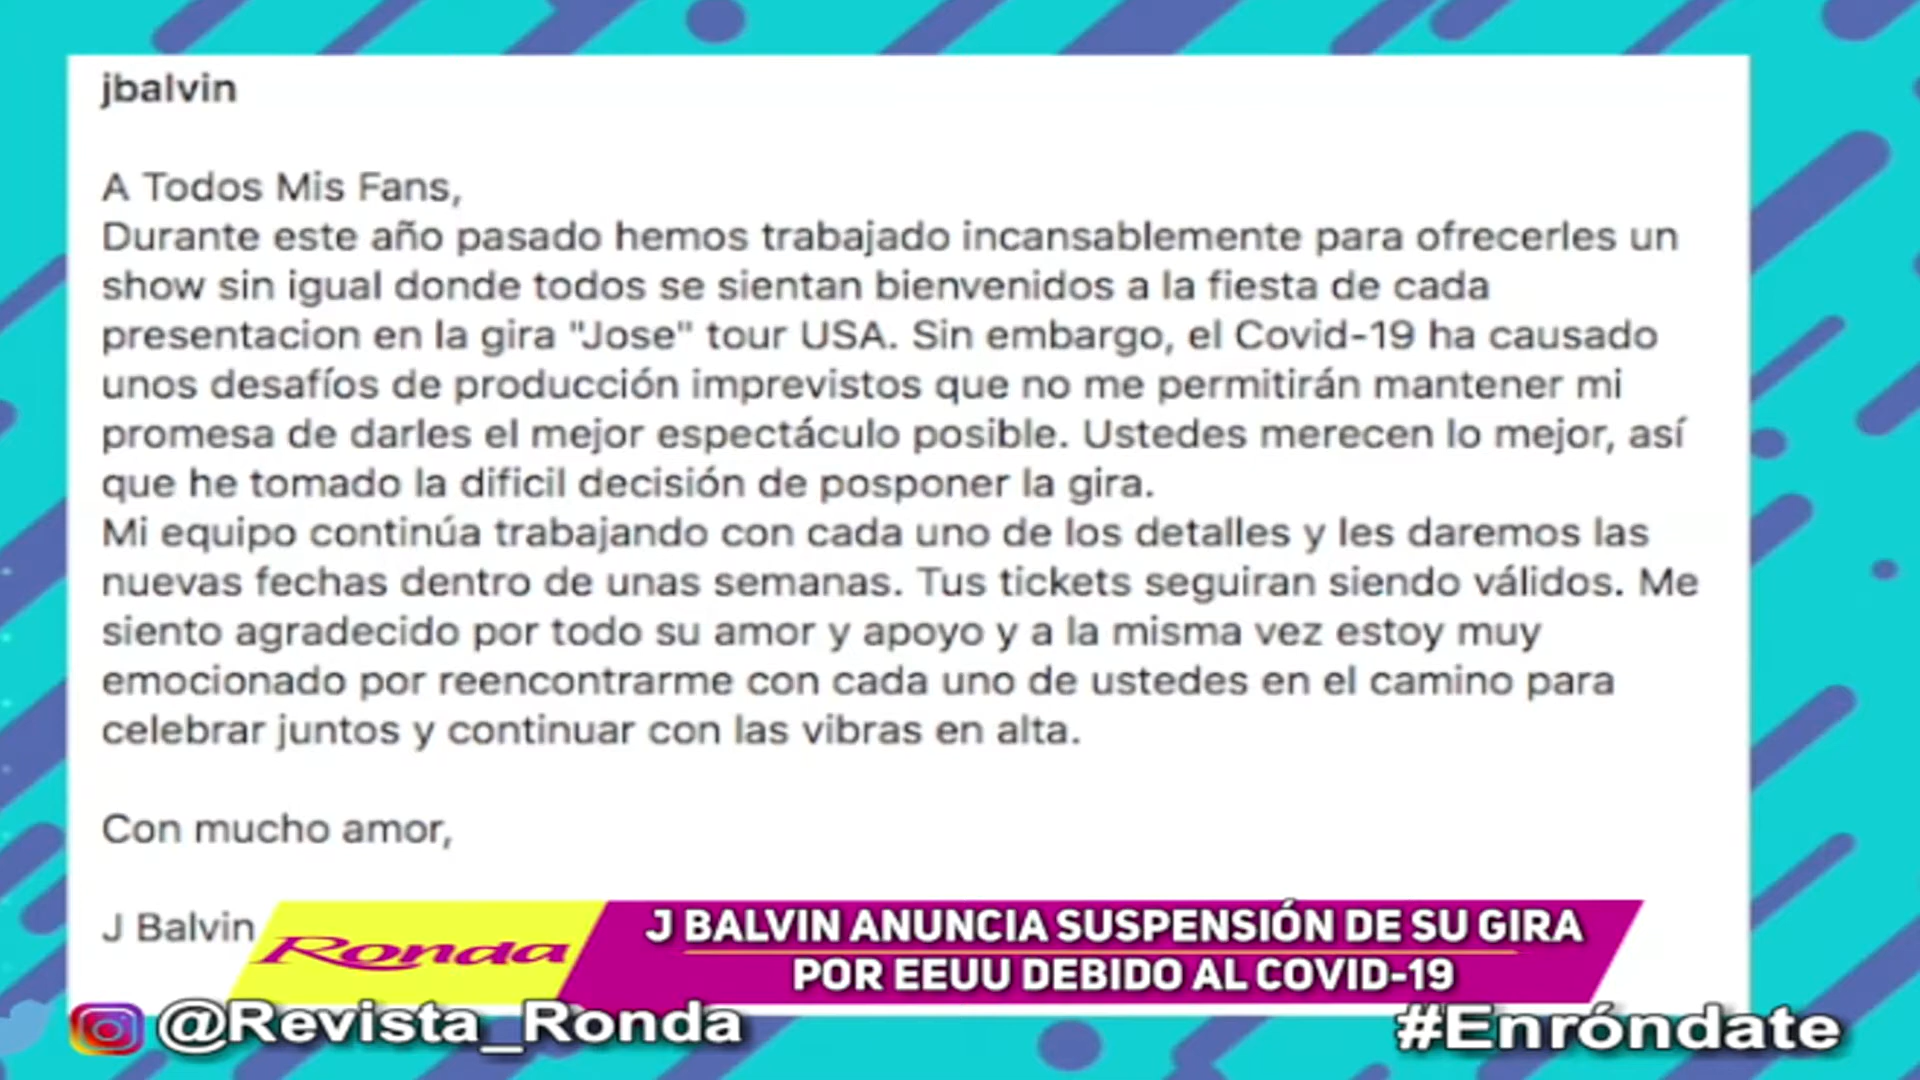 jbalvin
A Todos Mis Fans,
Durante este año pasado hemos trabajado incansablemente para ofrecerles un
show sin igual donde todos se sientan bienvenidos a la fiesta de cada
presentacion en la gira "Jose" tour USA. Sin embargo, el Covid-19 ha causado
unos desafíos de producción imprevistos que no me permitirán mantener mi
promesa de darles el mejor espectáculo posible. Ustedes merecen lo mejor, así
que he tomado la dificil decisión de posponer la gira.
Mi equipo continúa trabajando con cada uno de los detalles y les daremos las
nuevas fechas dentro de unas semanas. Tus tickets seguiran siendo válidos. Me
siento agradecido por todo su amor y apoyo y a la misma vez estoy muy
emocionado por reencontrarme con cada uno de ustedes en el camino para
celebrar juntos y continuar con las vibras en alta.
Con mucho amor,
J Balvin
Ronda
J BALVIN ANUNCIA SUSPENSIÓN DE SU GIRA
POR EEUU DEBIDO AL COVID-19
@Revista_Ronda
#Enróndate